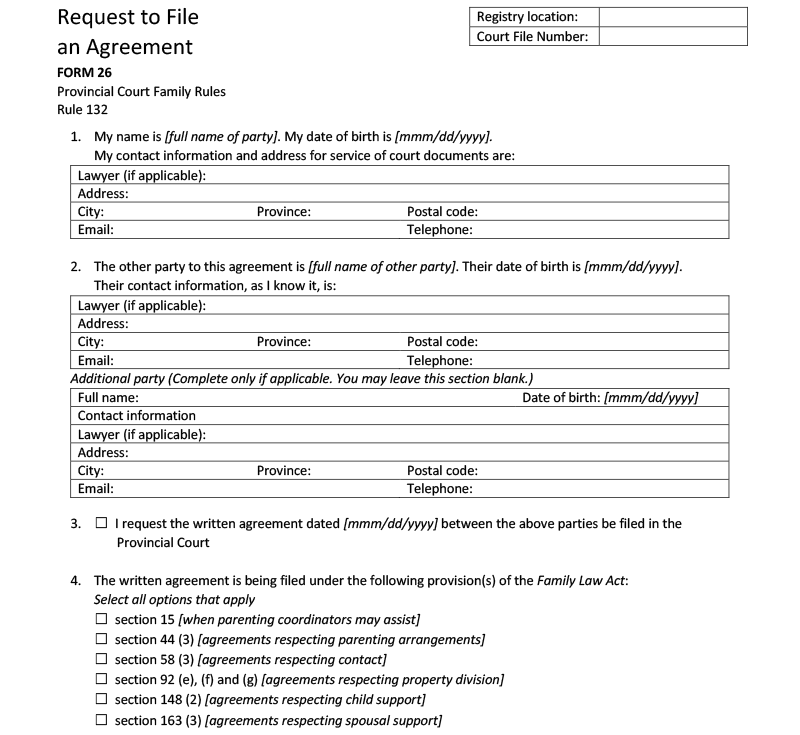 Request to File
an Agreement
Registry location:
Court File Number:
FORM 26
Provincial Court Family Rules
Rule 132
1. My name is [full name of party]. My date of birth is [mmm/dd/yyyy].
My contact information and address for service of court documents are:
Lawyer (if applicable):
Address:
City: Province: Postal code:
Email: Telephone:
2. The other party to this agreement is [full name of other party]. Their date of birth is [mmm/dd/yyyy].
Their contact information, as I know it, is:
Lawyer (if applicable):
Address:
City: Province: Postal code:
Email: Telephone:
Additional party (Complete only if applicable. You may leave this section blank.)
Full name: Date of birth: [mmm/dd/yyyy]
Contact information
Lawyer (if applicable):
Address:
City: Province: Postal code:
Email: Telephone:
3. ☐ I request the written agreement dated [mmm/dd/yyyy] between the above parties be filed in the
Provincial Court
4. The written agreement is being filed under the following provision(s) of the Family Law Act:
Select all options that apply
☐ section 15 [when parenting coordinators may assist]
☐ section 44 (3) [agreements respecting parenting arrangements]
☐ section 58 (3) [agreements respecting contact]
☐ section 92 (e), (f) and (g) [agreements respecting property division]
☐ section 148 (2) [agreements respecting child support]
☐ section 163 (3) [agreements respecting spousal support]